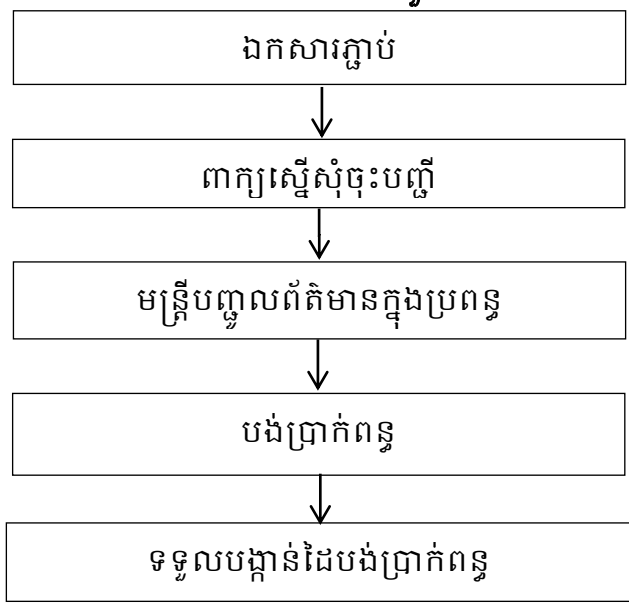 ឯកសារភ្ជាប់
ពាក្យស្នើសុំចុះបញ្ជី
មន្ត្រីបញ្ចូលព័ត៌មានក្នុងប្រពន្ធ
បង់ប្រាក់ពន្ធ
ទទួលបង្កាន់ដៃបង់ប្រាក់ពន្ធ